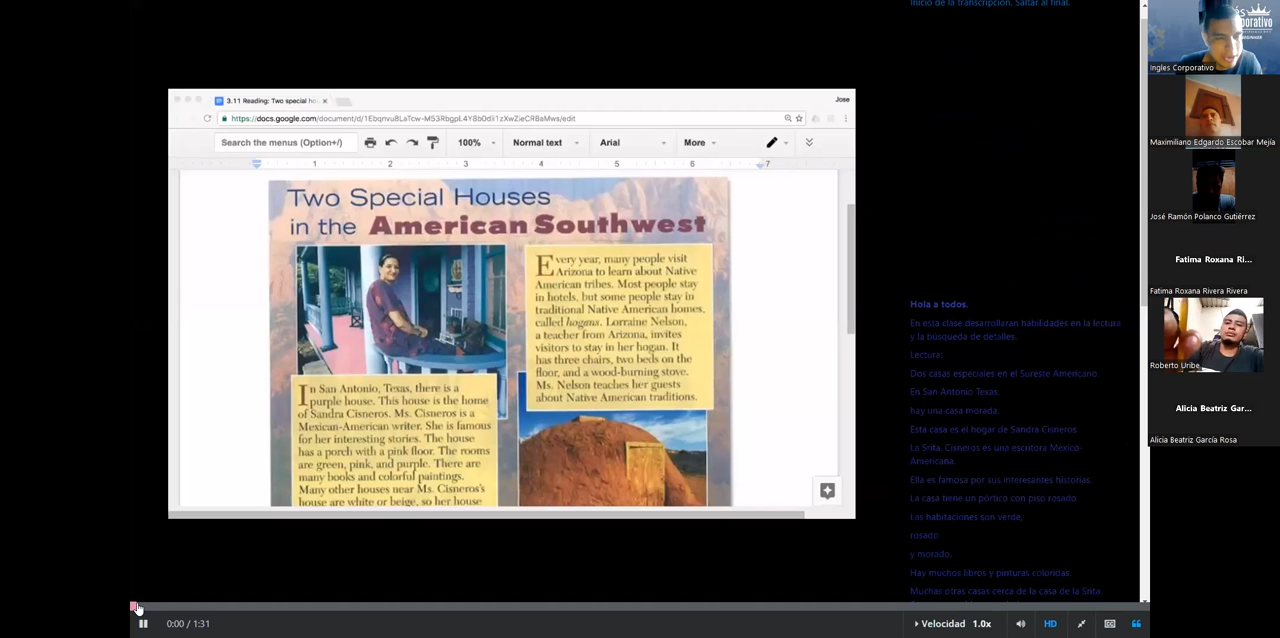 Inicio de la transcripción. Saltar al final.
3.11 Reading: Two special ho
Jose
https://docs.google.com/document/d/1Ebqnvu8LaTcw-MS3RbgpL4Y8b0di1zXwZieCRBaMws/edit
Search the menus (Option+/)
100%
Normal text
Arial
More
1 2 3 4 5 6 7
Two Special Houses
in the American Southwest
Every year, many people visit
Arizona to learn about Native
American tribes. Most people stay
in hotels, but some people stay in
traditional Native American homes,
called hogans. Lorraine Nelson,
a teacher from Arizona, invites
visitors to stay in her hogan. It
has three chairs, two beds on the
floor, and a wood-burning stove.
Ms. Nelson teaches her guests
about Native American traditions.
In San Antonio, Texas, there is a
purple house. This house is the home
of Sandra Cisneros. Ms. Cisneros is a
Mexican-American writer. She is famous
for her interesting stories. The house
has a porch with a pink floor. The rooms
are green, pink, and purple. There are
many books and colorful paintings.
Many other houses near Ms. Cisneros's
house are white or beige, so her house
Hola a todos.
En esta clase desarrollaran habilidades en la lectura
y la búsqueda de detalles.
Lectura:
Dos casas especiales en el Sureste Americano.
En San Antonio Texas,
hay una casa morada.
Esta casa es el hogar de Sandra Cisneros
La Srita. Cisneros es una escritora México-
Americana.
Ella es famosa por sus interesantes historias.
La casa tiene un pórtico con piso rosado
Las habitaciones son verde,
rosado
y morado.
Hay muchos libros y pinturas coloridas.
Muchas otras casas cerca de la casa de la Srita.
0:00 / 1:31
Velocidad 1.0x
HD
CC
Ingles Corporativo
Maximiliano Edgardo Escobar Mejía
José Ramón Polanco Gutiérrez
Fatima Roxana Ri...
Fatima Roxana Rivera Rivera
Roberto Uribe
Alicia Beatriz Gar...
Alicia Beatriz García Rosa